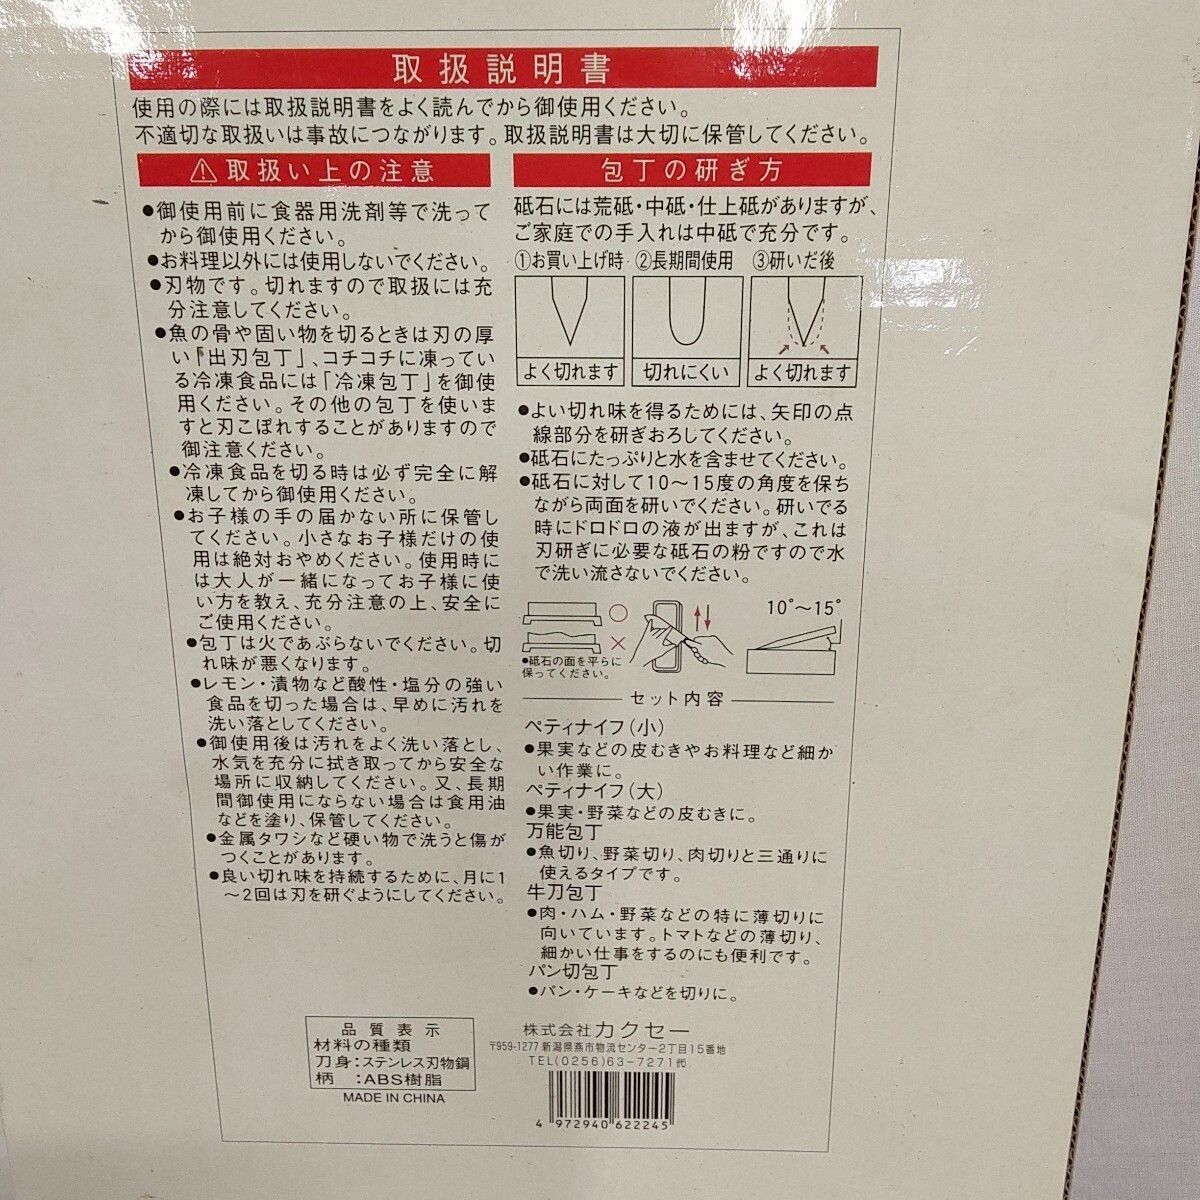 取扱説明書
使用の際には取扱説明書をよく読んでから御使用ください。
不適切な取扱いは事故につながります。取扱説明書は大切に保管してください。
⚠取扱い上の注意
●御使用前に食器用洗剤等で洗って
から御使用ください。
●お料理以外には使用しないでください。
●刃物です。切れますので取扱には充
分注意してください。
●魚の骨や固い物を切るときは刃の厚
い「出刃包丁」、コチコチに凍ってい
る冷凍食品には「冷凍包丁」を御使
用ください。その他の包丁を使いま
すと刃こぼれすることがありますので
御注意ください。
●冷凍食品を切る時は必ず完全に解
凍してから御使用ください。
●お子様の手の届かない所に保管し
てください。小さなお子様だけの使
用は絶対おやめください。使用時に
は大人が一緒になってお子様に使
い方を教え、充分注意の上、安全に
ご使用ください。
●包丁は火であぶらないでください。切
れ味が悪くなります。
●レモン・漬物など酸性・塩分の強い
食品を切った場合は、早めに汚れを
洗い落としてください。
●御使用後は汚れをよく洗い落とし、
水気を充分に拭き取ってから安全な
場所に収納してください。又、長期
間御使用にならない場合は食用油
などを塗り、保管してください。
●金属タワシなど硬い物で洗うと傷が
つくことがあります。
●良い切れ味を持続するために、月に1
～2回は刃を研ぐようにしてください。
包丁の研ぎ方
砥石には荒砥・中砥・仕上砥がありますが、
ご家庭での手入れは中砥で充分です。
①お買い上げ時 ②長期間使用 ③研いだ後
よく切れます 切れにくい よく切れます
●よい切れ味を得るためには、矢印の点
線部分を研ぎおろしてください。
●砥石にたっぷりと水を含ませてください。
●砥石に対して10～15度の角度を保ち
ながら両面を研いでください。研いでる
時にドロドロの液が出ますが、これは
刃研ぎに必要な砥石の粉ですので水
で洗い流さないでください。
○
×
10°～15°
●砥石の面を平らに
保ってください。
セット内容
ペティナイフ(小)
●果実などの皮むきやお料理など細か
い作業に。
ペティナイフ(大)
●果実・野菜などの皮むきに。
万能包丁
●魚切り、野菜切り、肉切りと三通りに
使えるタイプです。
牛刀包丁
●肉・ハム・野菜などの特に薄切りに
向いています。トマトなどの薄切り、
細かい仕事をするのにも便利です。
パン切包丁
●パン・ケーキなどを切りに。
品質表示
材料の種類
刀身:ステンレス刃物鋼
柄 :ABS樹脂
MADE IN CHINA
株式会社カクセー
〒959-1277 新潟県燕市物流センター2丁目15番地
TEL(0256)63-7271㈹
4 972940 622245